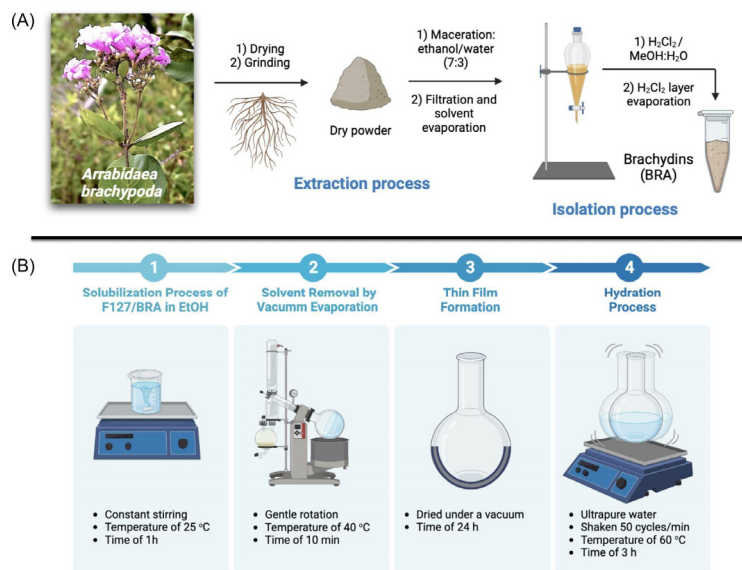 (A)
Arrabidaea
brachypoda
1) Drying
2) Grinding
Dry powder
Extraction process
1) Maceration:
ethanol/water
(7:3)
2) Filtration and
solvent
evaporation
1) H₂Cl₂ /
MeOH:H₂O
2) H₂Cl₂ layer
evaporation
Brachydins
(BRA)
Isolation process
(B)
1
Solubilization Process of
F127/BRA in EtOH
• Constant stirring
• Temperature of 25 ºC
• Time of 1h
2
Solvent Removal by
Vacumm Evaporation
• Gentle rotation
• Temperature of 40 ºC
• Time of 10 min
3
Thin Film
Formation
• Dried under a vacuum
• Time of 24 h
4
Hydration
Process
• Ultrapure water
• Shaken 50 cycles/min
• Temperature of 60 ºC
• Time of 3 h